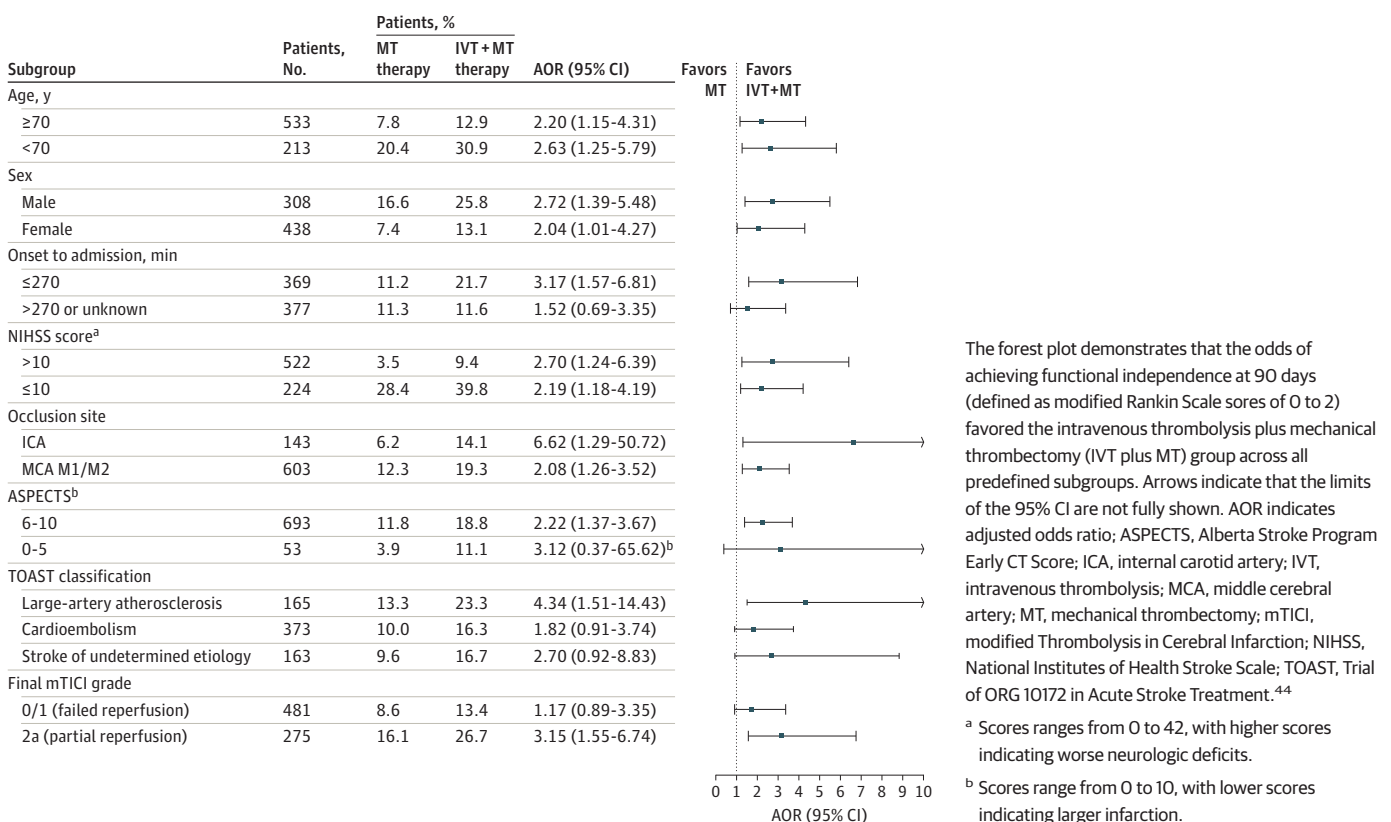 Patients, %
Subgroup Patients, No. MT therapy IVT + MT therapy AOR (95% CI) Favors MT Favors IVT+MT
Age, y
≥70 533 7.8 12.9 2.20 (1.15-4.31)
<70 213 20.4 30.9 2.63 (1.25-5.79)
Sex
Male 308 16.6 25.8 2.72 (1.39-5.48)
Female 438 7.4 13.1 2.04 (1.01-4.27)
Onset to admission, min
≤270 369 11.2 21.7 3.17 (1.57-6.81)
>270 or unknown 377 11.3 11.6 1.52 (0.69-3.35)
NIHSS scoreᵃ
>10 522 3.5 9.4 2.70 (1.24-6.39)
≤10 224 28.4 39.8 2.19 (1.18-4.19)
Occlusion site
ICA 143 6.2 14.1 6.62 (1.29-50.72)
MCA M1/M2 603 12.3 19.3 2.08 (1.26-3.52)
ASPECTSᵇ
6-10 693 11.8 18.8 2.22 (1.37-3.67)
0-5 53 3.9 11.1 3.12 (0.37-65.62)ᵇ
TOAST classification
Large-artery atherosclerosis 165 13.3 23.3 4.34 (1.51-14.43)
Cardioembolism 373 10.0 16.3 1.82 (0.91-3.74)
Stroke of undetermined etiology 163 9.6 16.7 2.70 (0.92-8.83)
Final mTICI grade
0/1 (failed reperfusion) 481 8.6 13.4 1.17 (0.89-3.35)
2a (partial reperfusion) 275 16.1 26.7 3.15 (1.55-6.74)
0 1 2 3 4 5 6 7 8 9 10
AOR (95% CI)
The forest plot demonstrates that the odds of
achieving functional independence at 90 days
(defined as modified Rankin Scale sores of 0 to 2)
favored the intravenous thrombolysis plus mechanical
thrombectomy (IVT plus MT) group across all
predefined subgroups. Arrows indicate that the limits
of the 95% CI are not fully shown. AOR indicates
adjusted odds ratio; ASPECTS, Alberta Stroke Program
Early CT Score; ICA, internal carotid artery; IVT,
intravenous thrombolysis; MCA, middle cerebral
artery; MT, mechanical thrombectomy; mTICI,
modified Thrombolysis in Cerebral Infarction; NIHSS,
National Institutes of Health Stroke Scale; TOAST, Trial
of ORG 10172 in Acute Stroke Treatment.⁴⁴
ᵃ Scores ranges from 0 to 42, with higher scores
indicating worse neurologic deficits.
ᵇ Scores range from 0 to 10, with lower scores
indicating larger infarction.